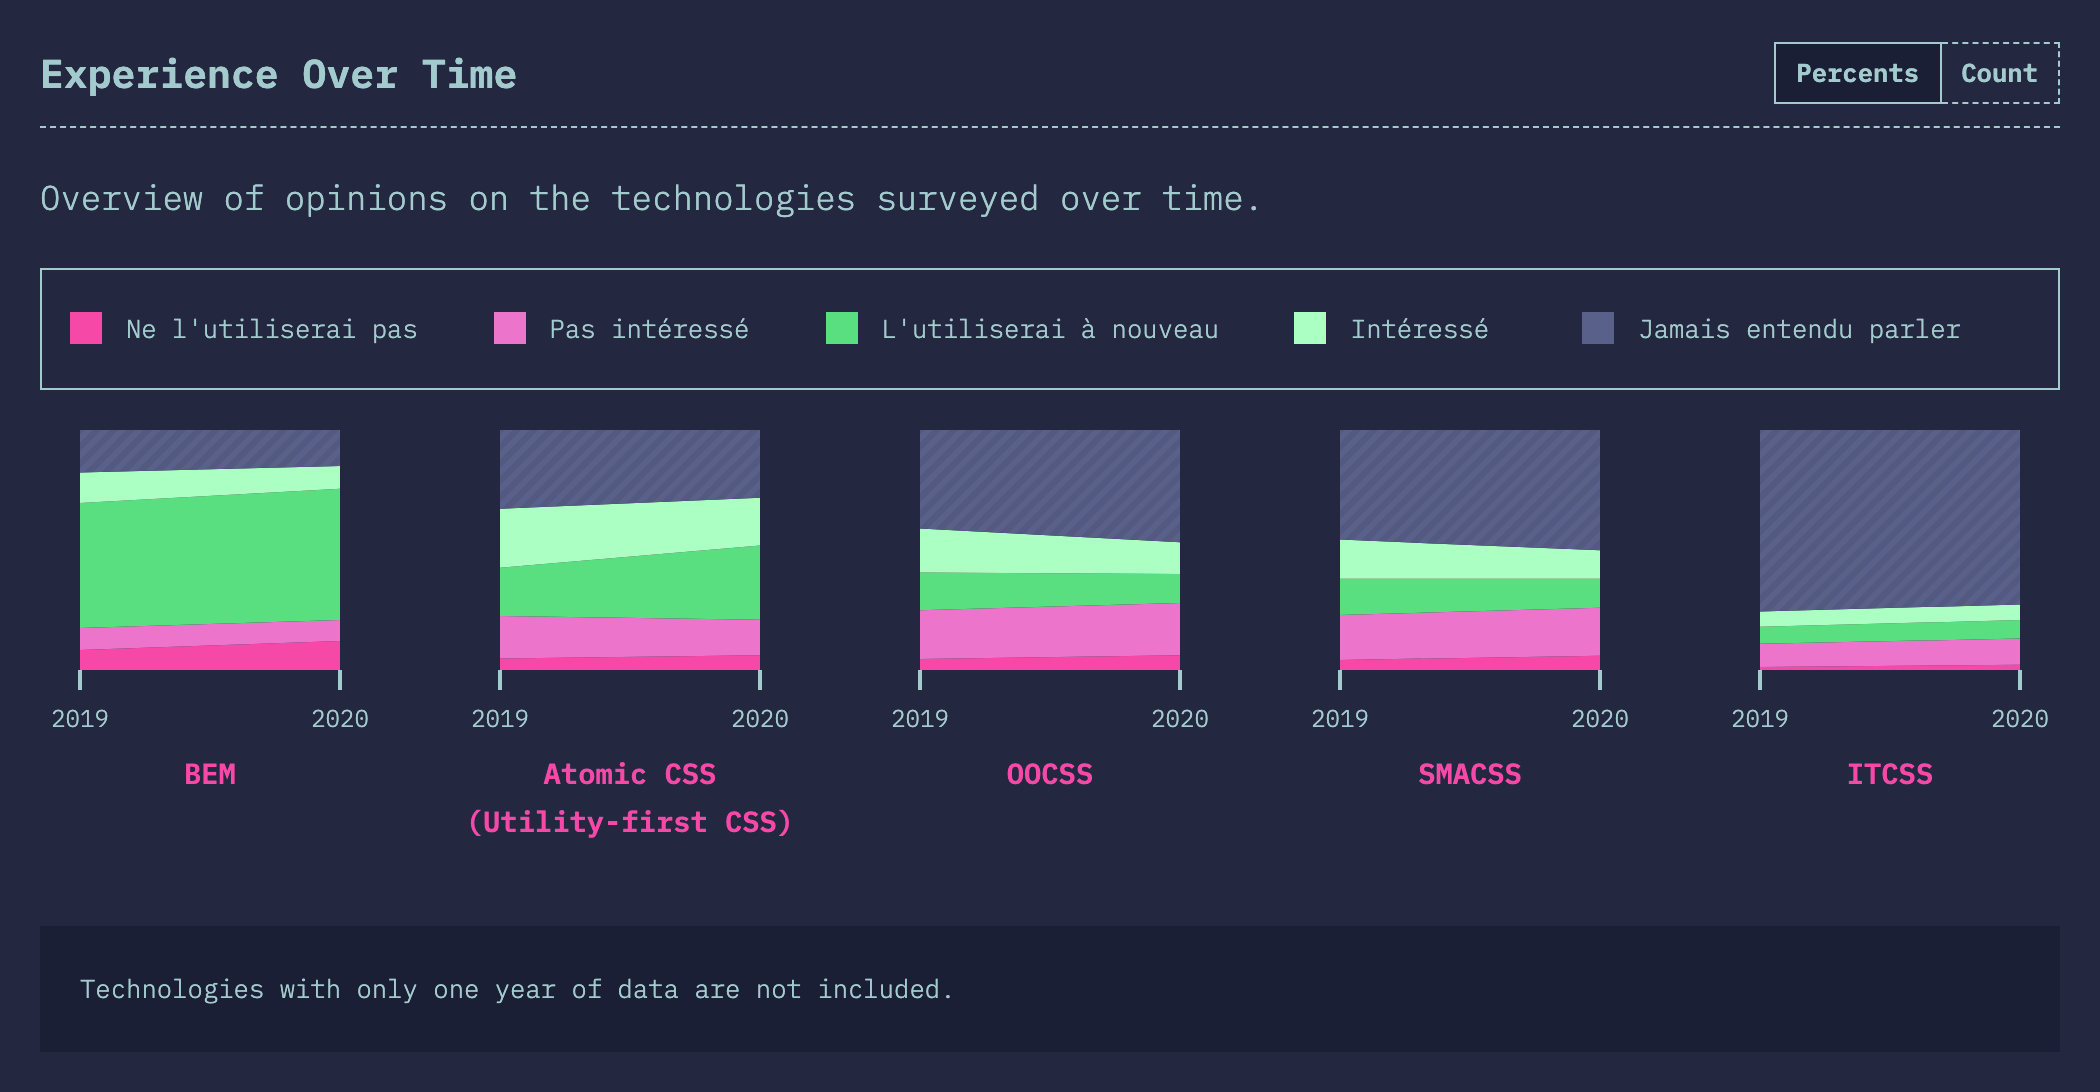 Experience Over Time
Percents Count
Overview of opinions on the technologies surveyed over time.
Ne l'utiliserai pas Pas intéressé L'utiliserai à nouveau Intéressé Jamais entendu parler
2019 2020 2019 2020 2019 2020 2019 2020 2019 2020
BEM Atomic CSS OOCSS SMACSS ITCSS
(Utility-first CSS)
Technologies with only one year of data are not included.